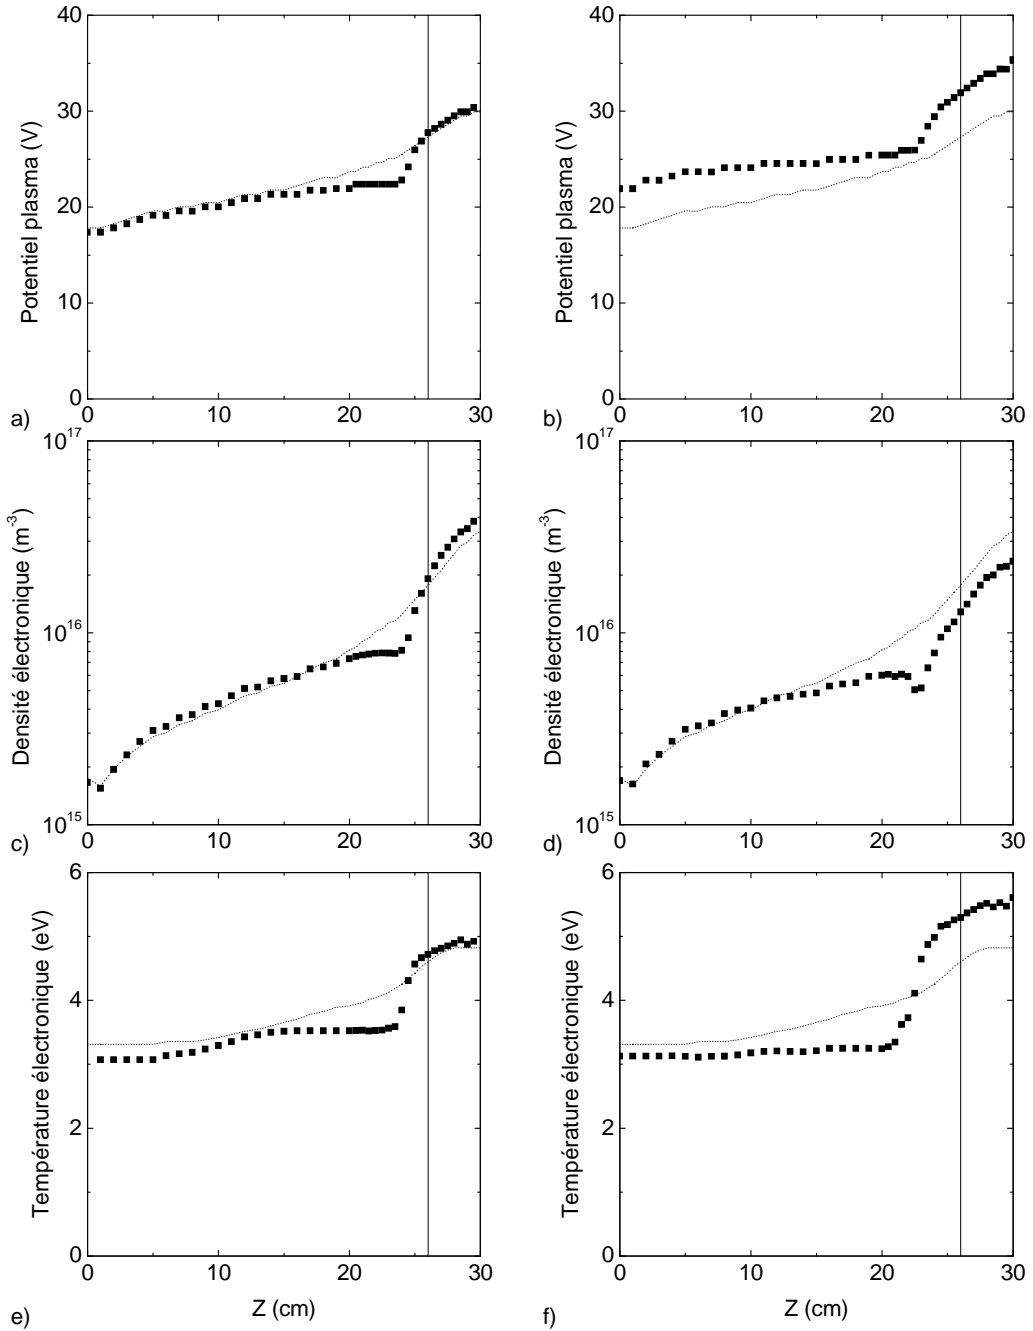 40
30
20
10
0
Potentiel plasma (V)
0 10 20 30
a)
40
30
20
10
0
Potentiel plasma (V)
0 10 20 30
b)
10^17
10^16
10^15
Densité électronique (m^-3)
0 10 20 30
c)
10^17
10^16
10^15
Densité électronique (m^-3)
0 10 20 30
d)
6
4
2
0
Température électronique (eV)
0 10 20 30
Z (cm)
e)
6
4
2
0
Température électronique (eV)
0 10 20 30
Z (cm)
f)